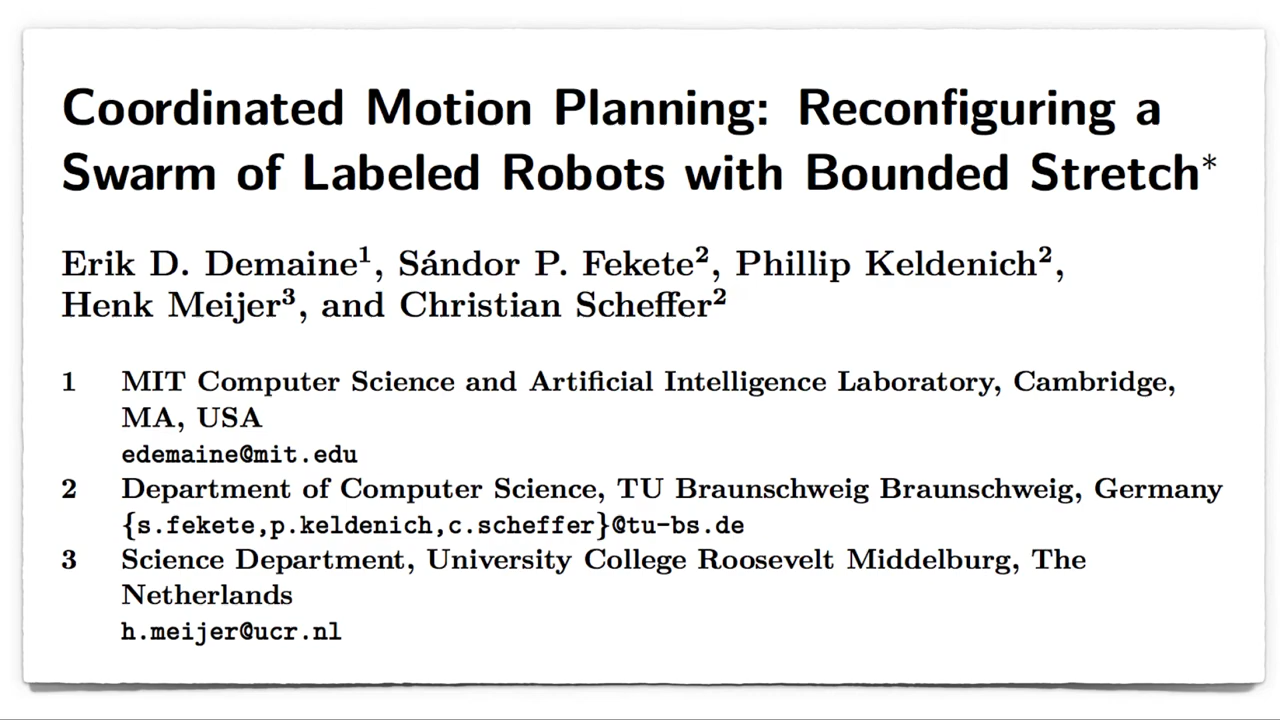 Coordinated Motion Planning: Reconfiguring a
Swarm of Labeled Robots with Bounded Stretch*
Erik D. Demaine¹, Sándor P. Fekete², Phillip Keldenich²,
Henk Meijer³, and Christian Scheffer²
1 MIT Computer Science and Artificial Intelligence Laboratory, Cambridge,
MA, USA
edemaine@mit.edu
2 Department of Computer Science, TU Braunschweig Braunschweig, Germany
{s.fekete,p.keldenich,c.scheffer}@tu-bs.de
3 Science Department, University College Roosevelt Middelburg, The
Netherlands
h.meijer@ucr.nl